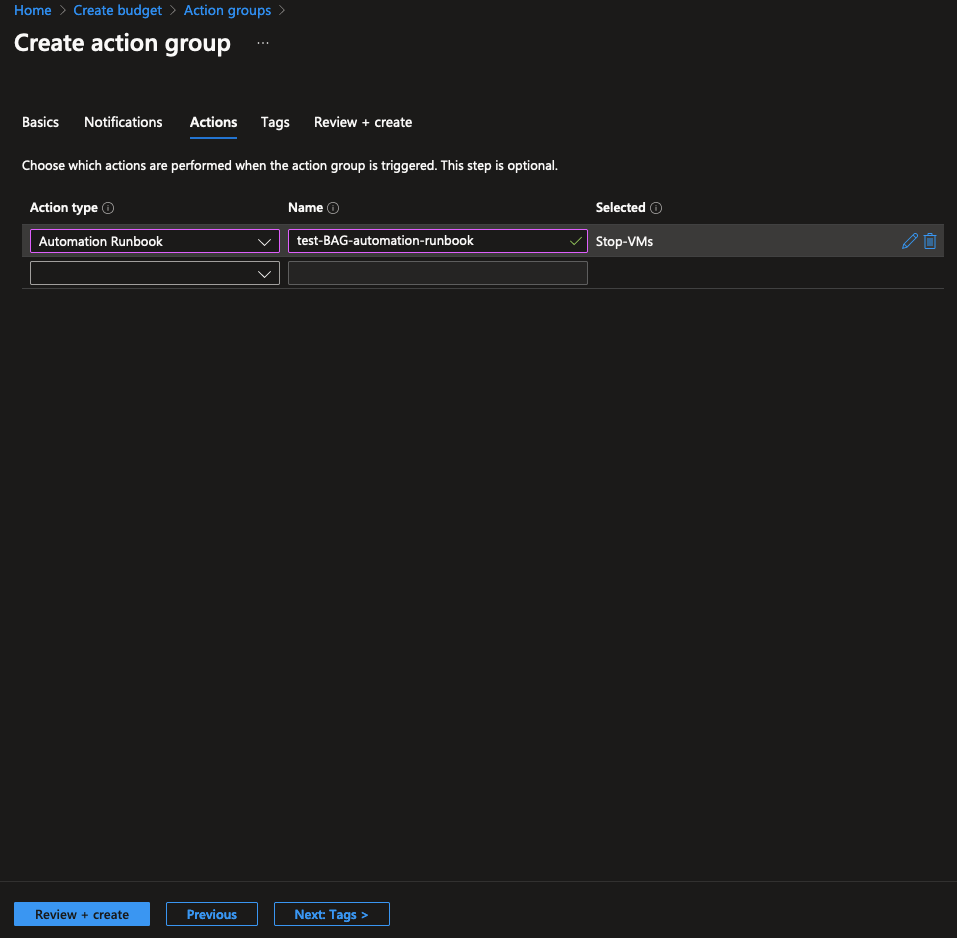 Home > Create budget > Action groups >
Create action group ...
Basics Notifications Actions Tags Review + create
Choose which actions are performed when the action group is triggered. This step is optional.
Action type Name Selected
Automation Runbook test-BAG-automation-runbook Stop-VMs
Review + create Previous Next: Tags >